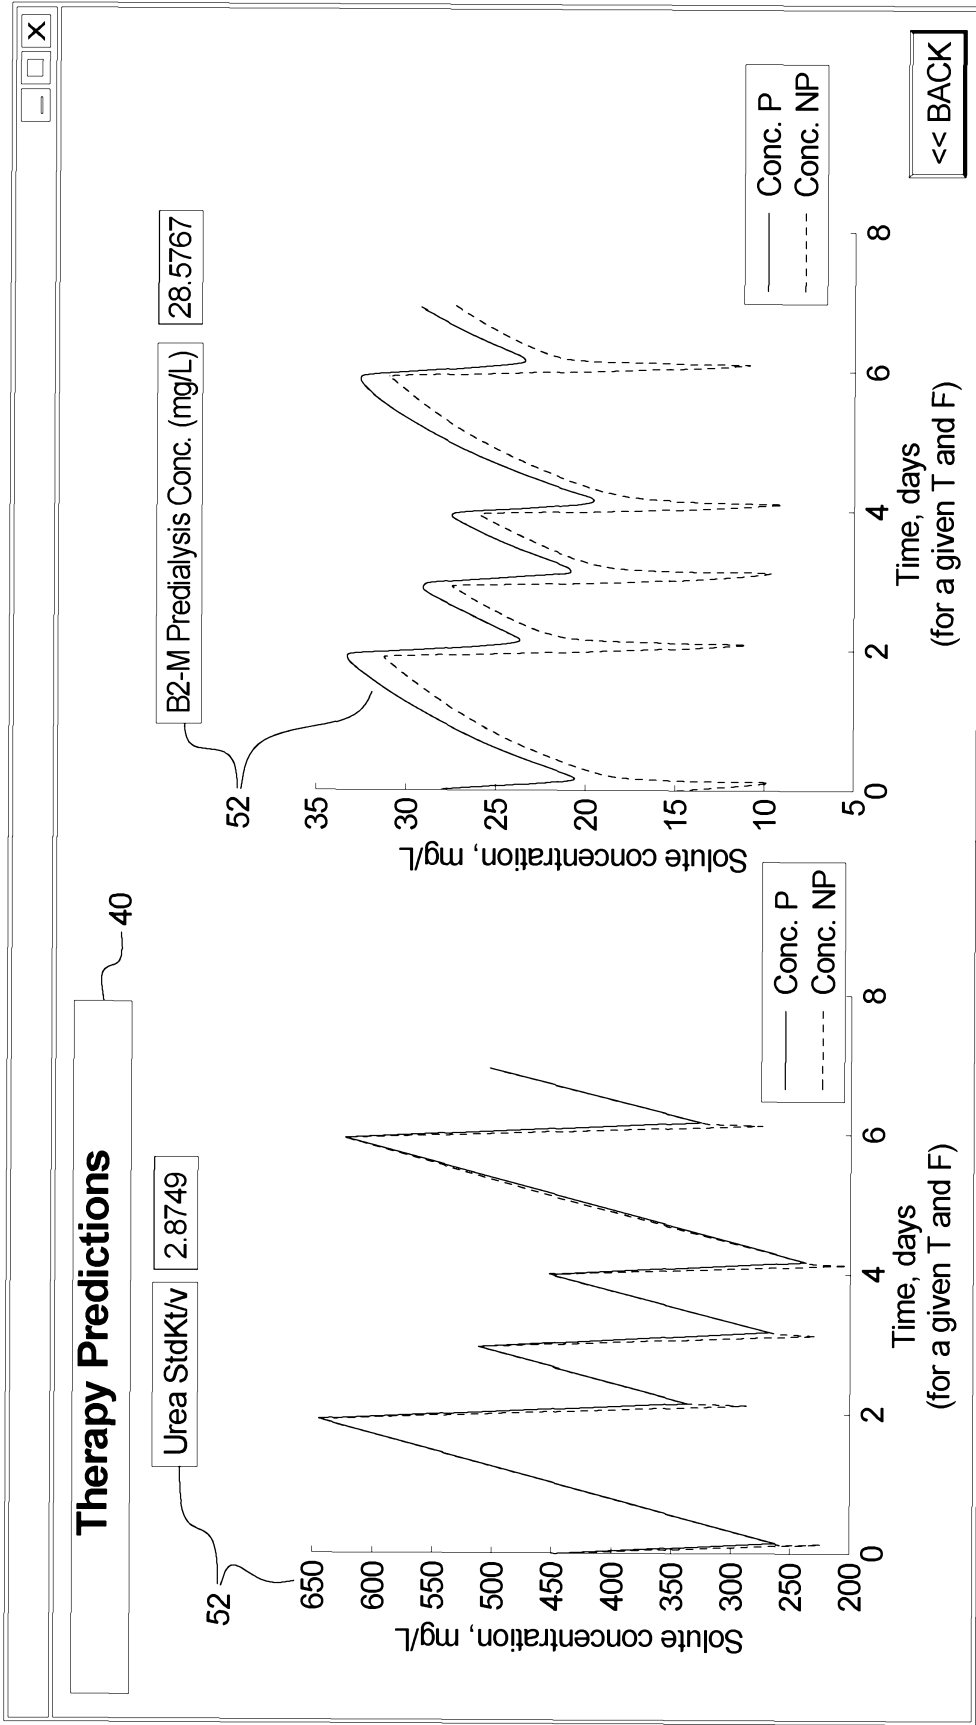 – □ X
Therapy Predictions
40
52
Urea StdKt/v
2.8749
650
600
550
500
450
400
350
300
250
200
Solute concentration, mg/L
0
2
4
6
8
Time, days
(for a given T and F)
Conc. P
Conc. NP
52
B2-M Predialysis Conc. (mg/L)
28.5767
35
30
25
20
15
10
5
Solute concentration, mg/L
0
2
4
6
8
Time, days
(for a given T and F)
Conc. P
Conc. NP
<< BACK